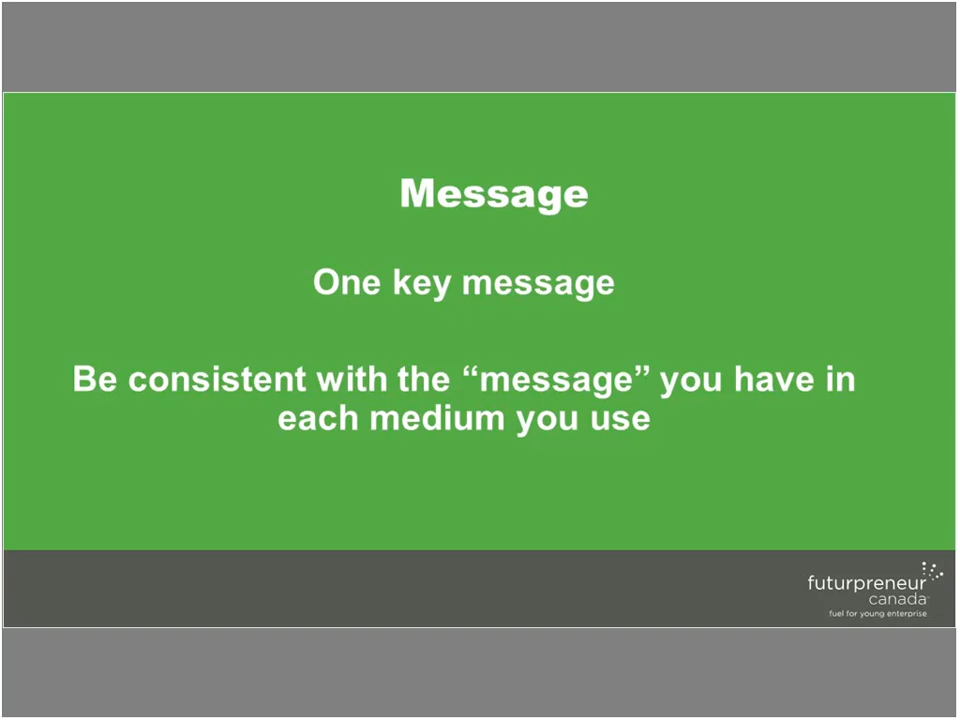 Message
One key message
Be consistent with the “message” you have in
each medium you use
futurpreneur
canada
fuel for young enterprise